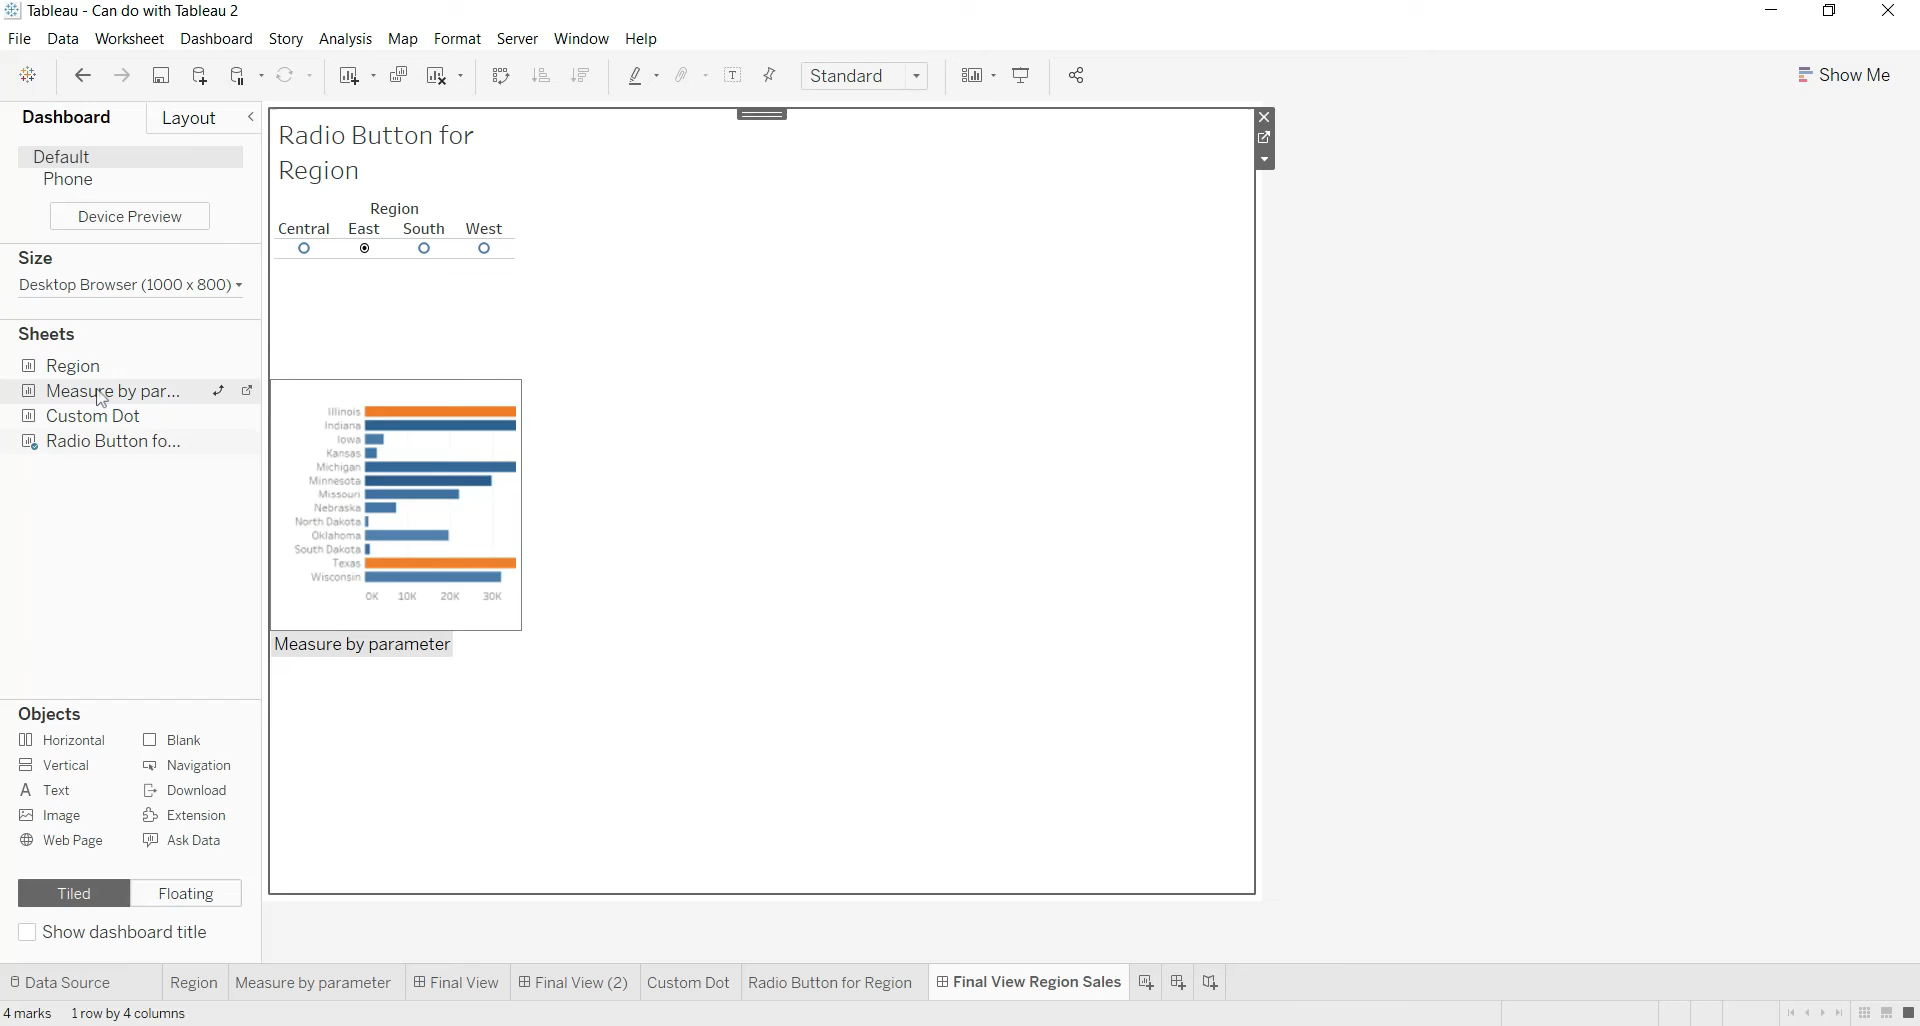 Tableau - Can do with Tableau 2
File Data Worksheet Dashboard Story Analysis Map Format Server Window Help
Standard
Show Me
Dashboard Layout
Default
Phone
Device Preview
Size
Desktop Browser (1000 x 800)
Sheets
Region
Measure by par...
Custom Dot
Radio Button fo...
Objects
Horizontal Blank
Vertical Navigation
Text Download
Image Extension
Web Page Ask Data
Tiled Floating
Show dashboard title
Radio Button for
Region
Region
Central East South West
Illinois
Indiana
Iowa
Kansas
Michigan
Minnesota
Missouri
Nebraska
North Dakota
Oklahoma
South Dakota
Texas
Wisconsin
0K 10K 20K 30K
Measure by parameter
Data Source Region Measure by parameter Final View Final View (2) Custom Dot Radio Button for Region Final View Region Sales
4 marks 1 row by 4 columns